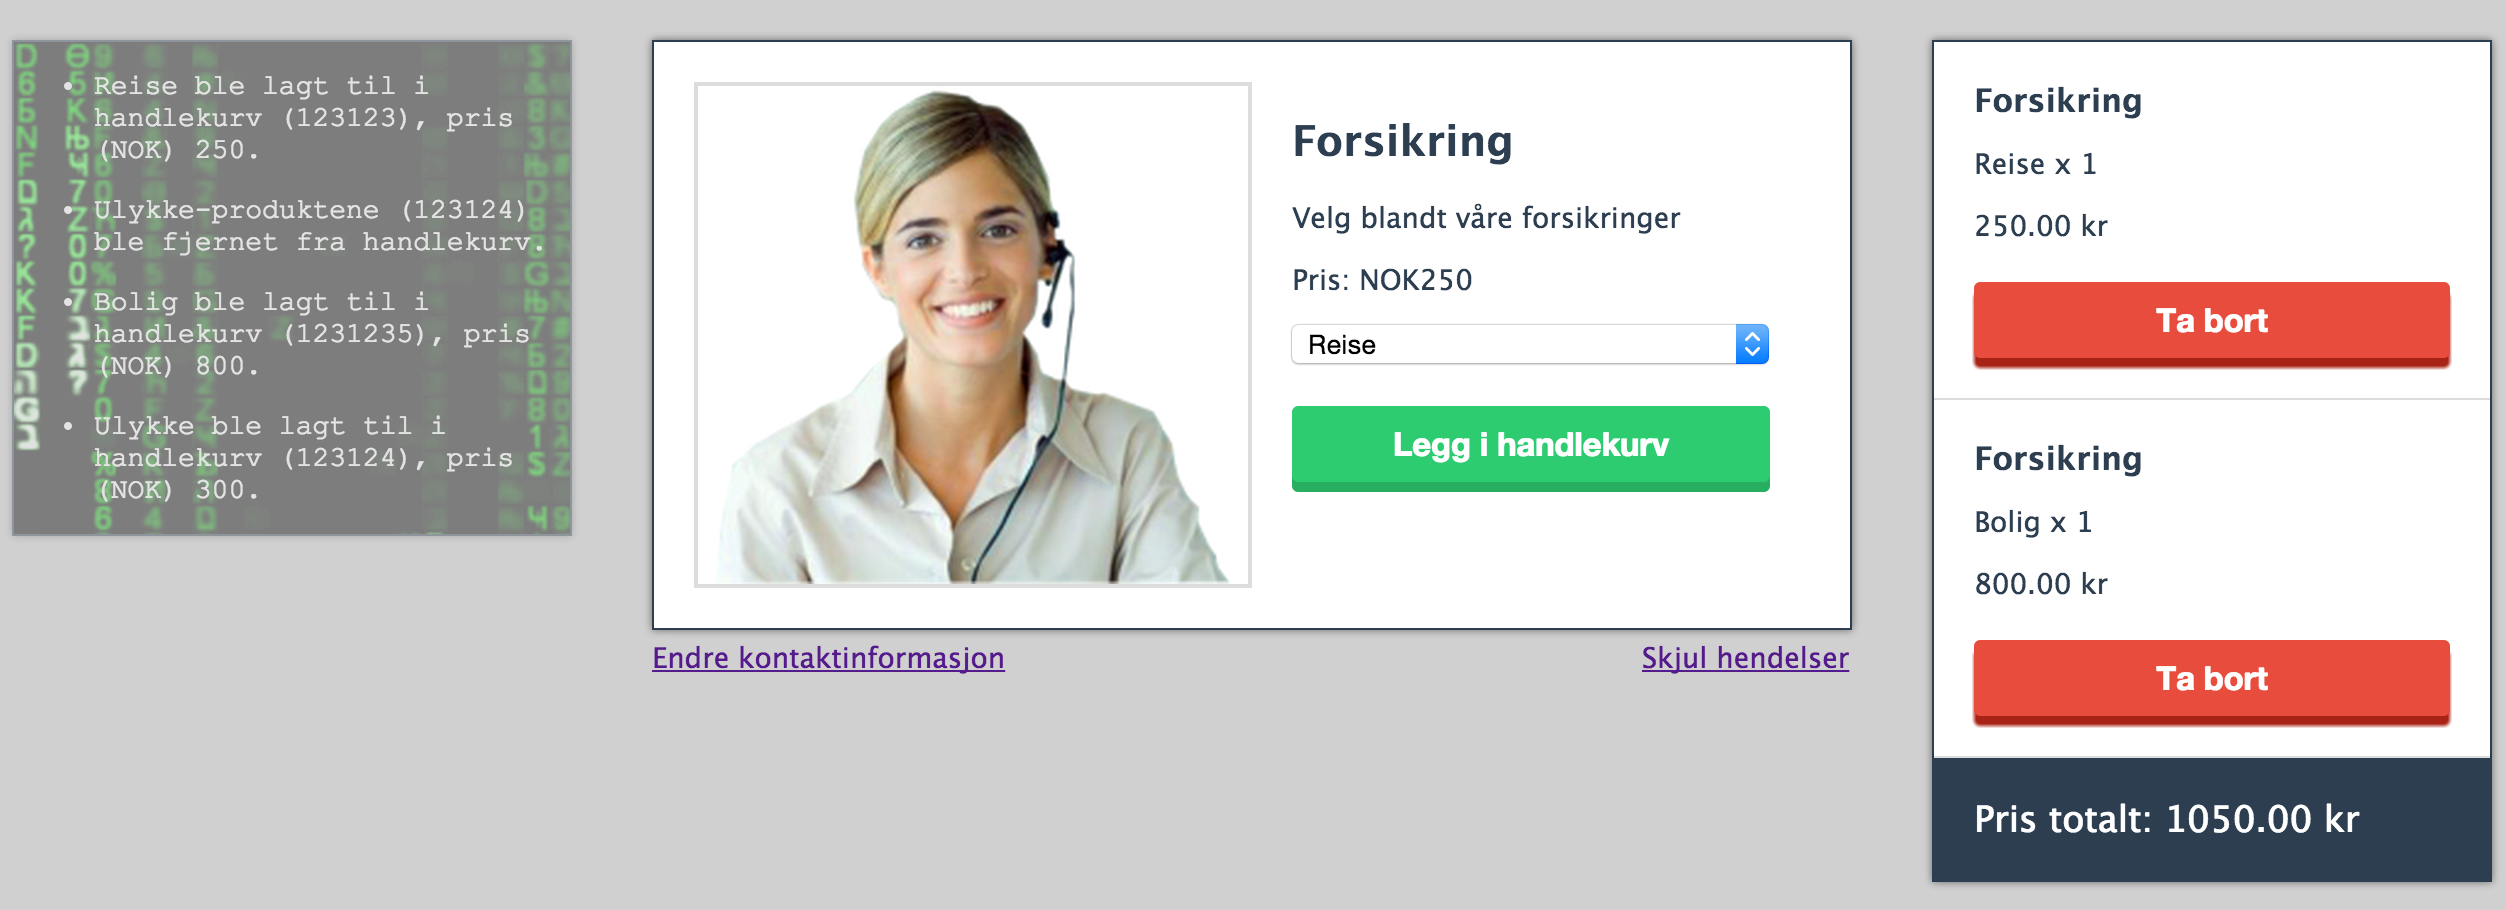 • Reise ble lagt til i
handlekurv (123123), pris
(NOK) 250.
• Ulykke-produktene (123124)
ble fjernet fra handlekurv.
• Bolig ble lagt til i
handlekurv (1231235), pris
(NOK) 800.
• Ulykke ble lagt til i
handlekurv (123124), pris
(NOK) 300.
Forsikring
Velg blandt våre forsikringer
Pris: NOK250
Reise
Legg i handlekurv
Endre kontaktinformasjon
Skjul hendelser
Forsikring
Reise x 1
250.00 kr
Ta bort
Forsikring
Bolig x 1
800.00 kr
Ta bort
Pris totalt: 1050.00 kr